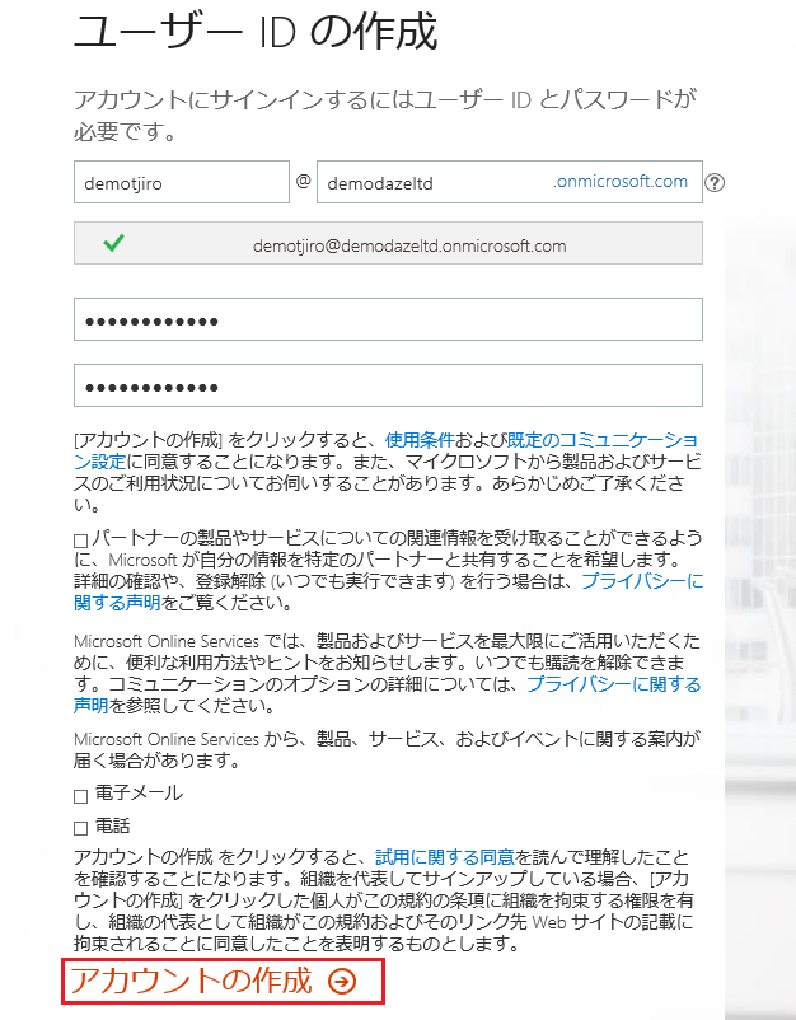 ユーザー ID の作成
アカウントにサインインするにはユーザー ID とパスワードが
必要です。
demotjiro @ demodazeltd .onmicrosoft.com ?
demotjiro@demodazeltd.onmicrosoft.com
••••••••••••
••••••••••••
[アカウントの作成] をクリックすると、使用条件および既定のコミュニケーショ
ン設定に同意することになります。また、マイクロソフトから製品およびサービ
スのご利用状況についてお伺いすることがあります。あらかじめご了承くださ
い。
パートナーの製品やサービスについての関連情報を受け取ることができるよう
に、Microsoft が自分の情報を特定のパートナーと共有することを希望します。
詳細の確認や、登録解除 (いつでも実行できます) を行う場合は、プライバシーに
関する声明をご覧ください。
Microsoft Online Services では、製品およびサービスを最大限にご活用いただくた
めに、便利な利用方法やヒントをお知らせします。いつでも購読を解除できま
す。コミュニケーションのオプションの詳細については、プライバシーに関する
声明を参照してください。
Microsoft Online Services から、製品、サービス、およびイベントに関する案内が
届く場合があります。
電子メール
電話
アカウントの作成 をクリックすると、試用に関する同意を読んで理解したこと
を確認することになります。組織を代表してサインアップしている場合、[アカ
ウントの作成] をクリックした個人がこの規約の条項に組織を拘束する権限を有
し、組織の代表として組織がこの規約およびそのリンク先 Web サイトの記載に
拘束されることに同意したことを表明するものとします。
アカウントの作成